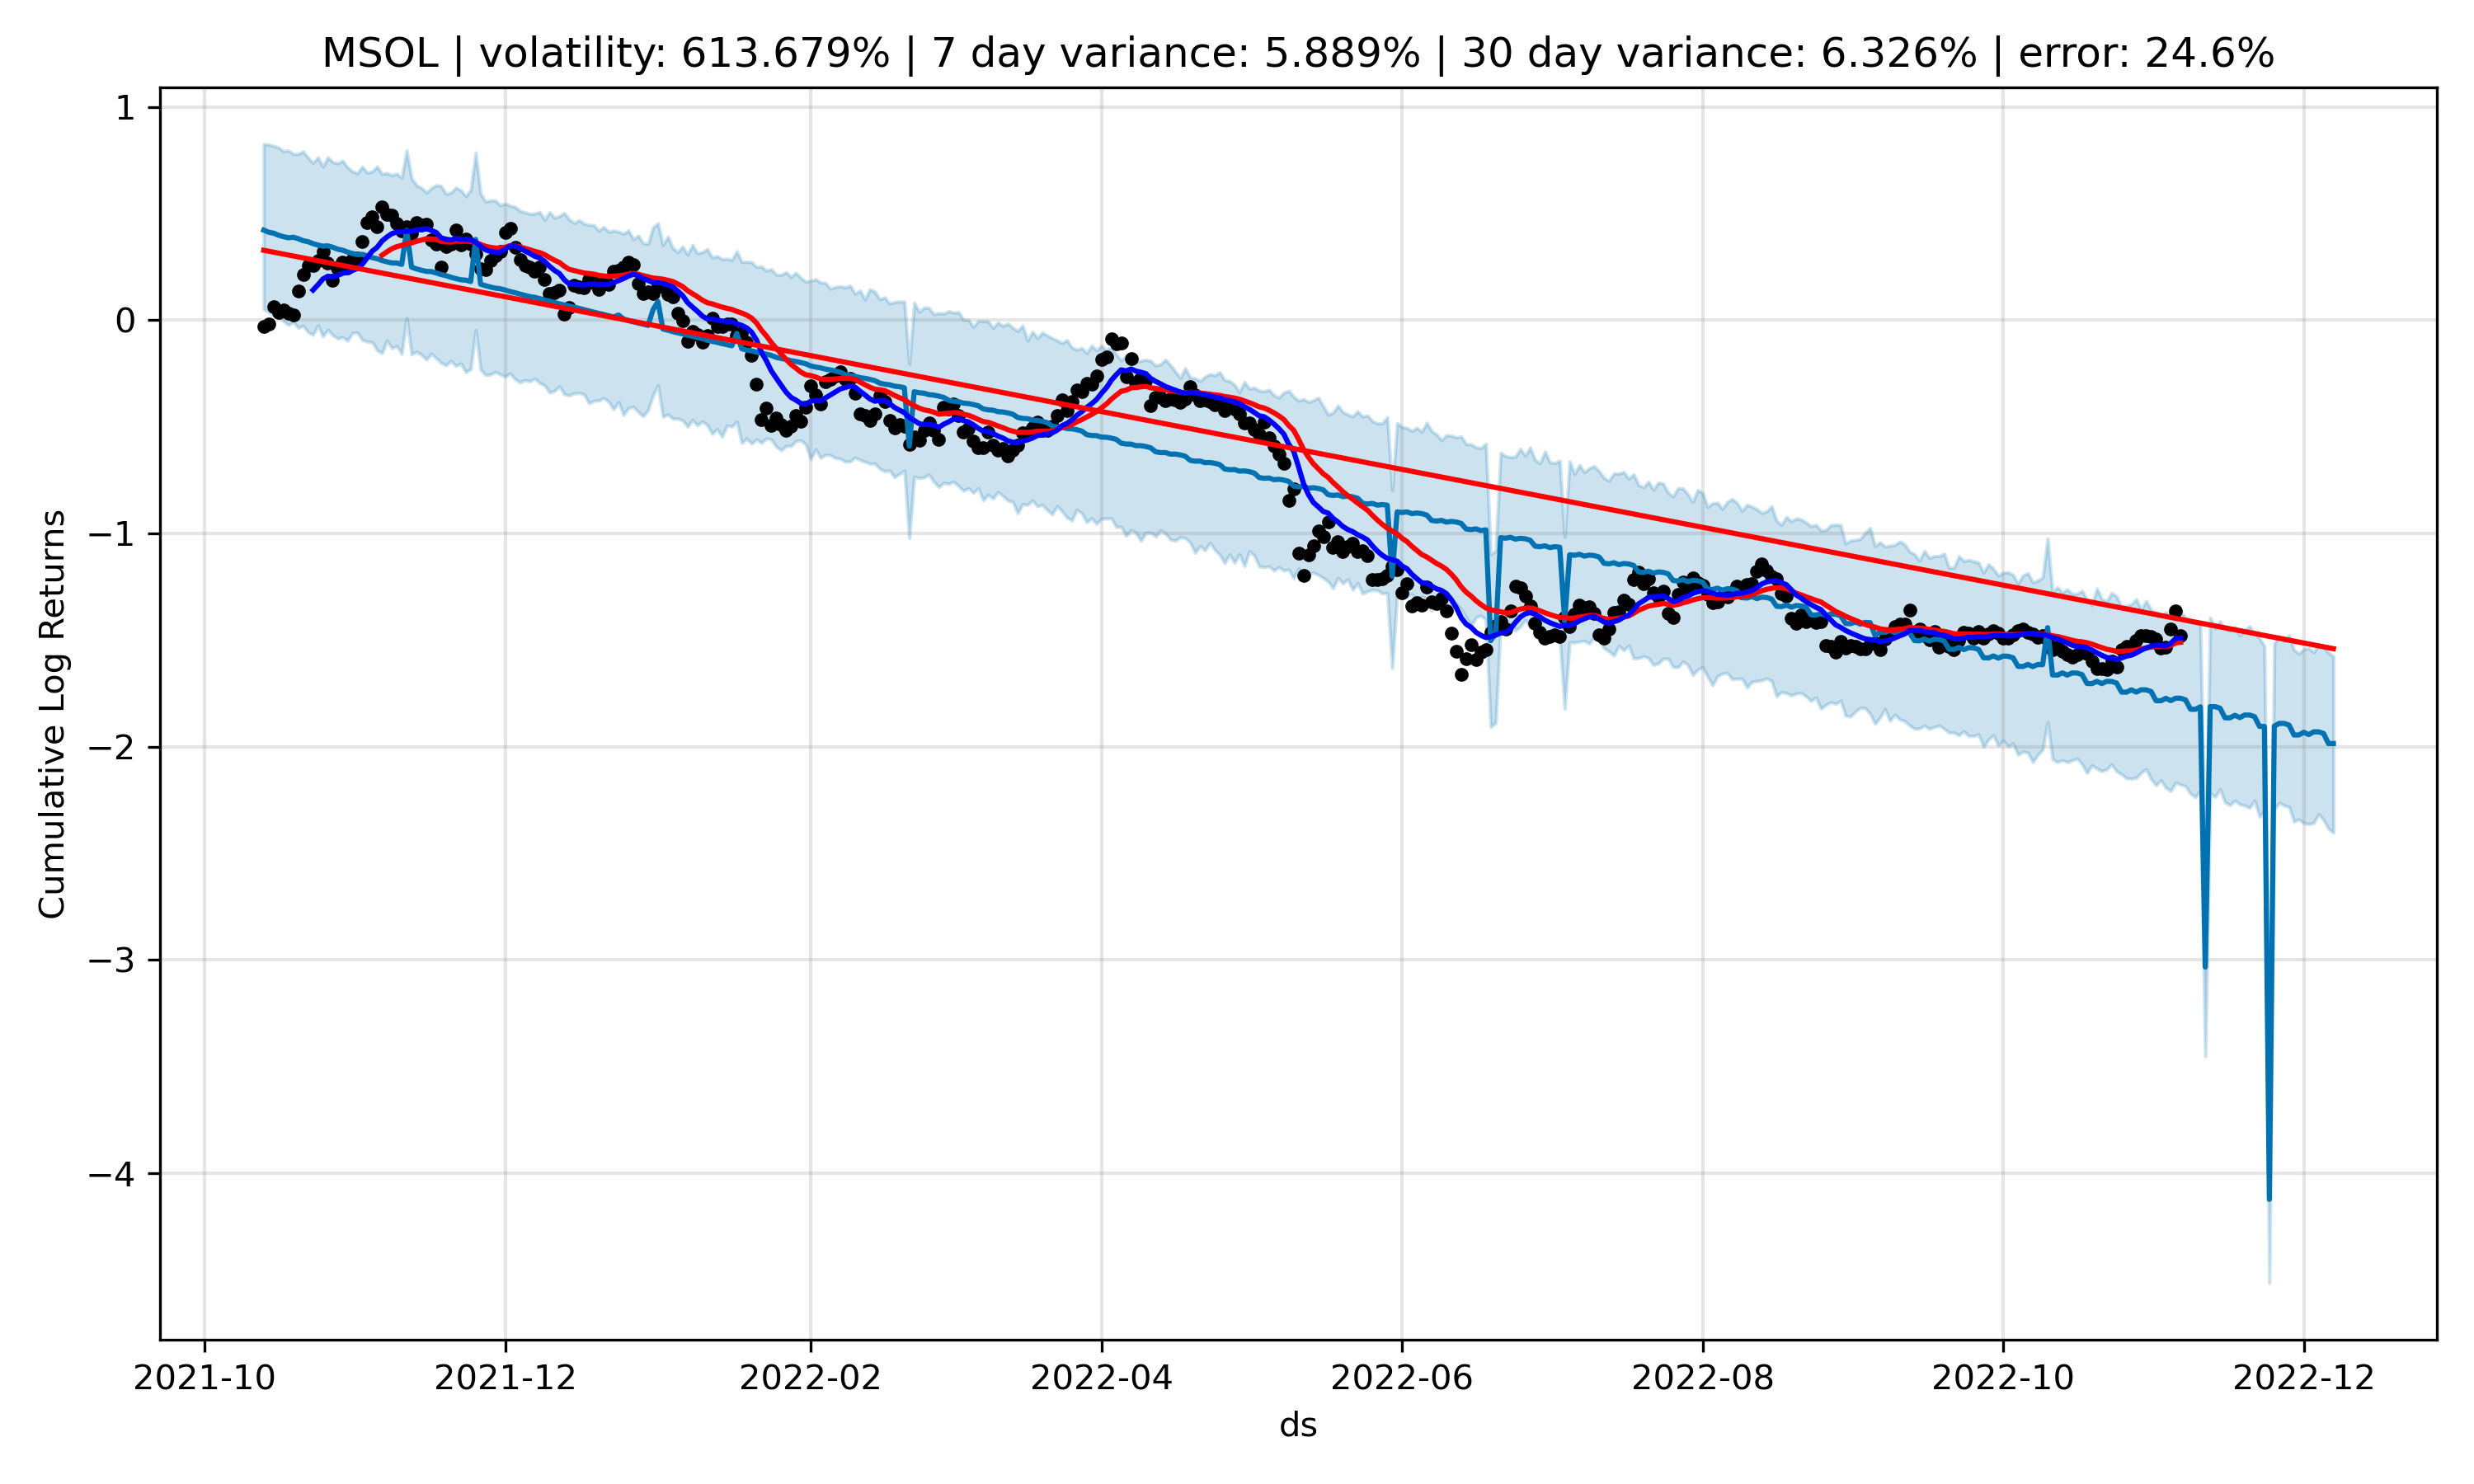 MSOL | volatility: 613.679% | 7 day variance: 5.889% | 30 day variance: 6.326% | error: 24.6%
Cumulative Log Returns
1
0
−1
−2
−3
−4
2021-10 2021-12 2022-02 2022-04 2022-06 2022-08 2022-10 2022-12
ds